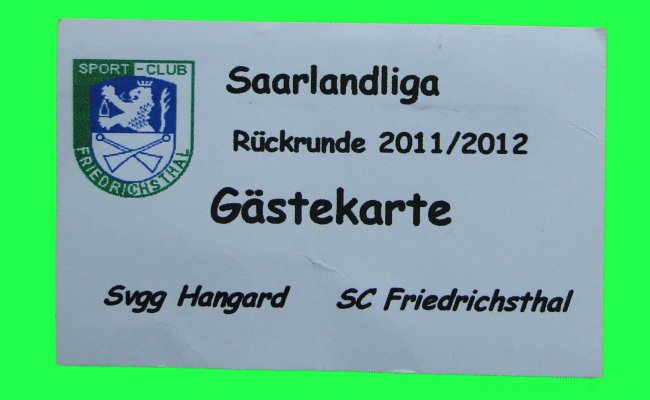 SPORT-CLUB
FRIEDRICHSTHAL
Saarlandliga
Rückrunde 2011/2012
Gästekarte
Svgg Hangard SC Friedrichsthal